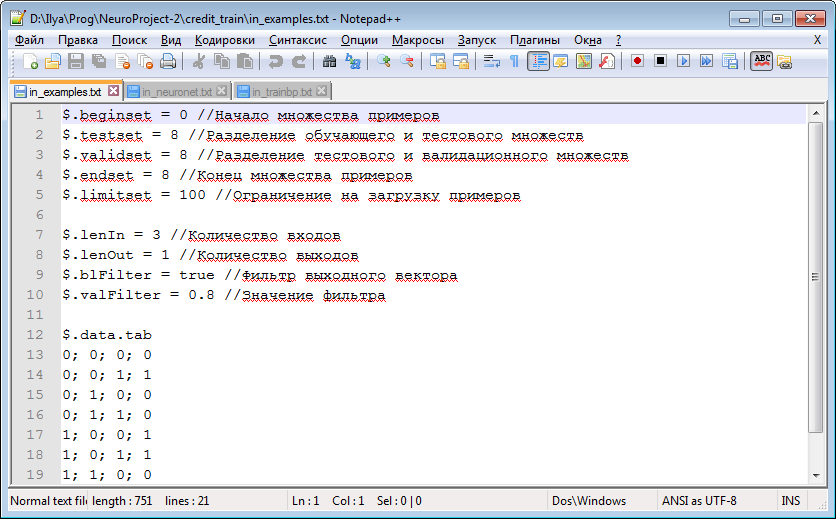 D:\Ilya\Prog\NeuroProject-2\credit_train\in_examples.txt - Notepad++
Файл Правка Поиск Вид Кодировки Синтаксис Опции Макросы Запуск Плагины Окна ? X
in_examples.txt in_neuronet.txt in_trainbp.txt
1 $.beginset = 0 //Начало множества примеров
2 $.testset = 8 //Разделение обучающего и тестового множеств
3 $.validset = 8 //Разделение тестового и валидационного множеств
4 $.endset = 8 //Конец множества примеров
5 $.limitset = 100 //Ограничение на загрузку примеров
6
7 $.lenIn = 3 //Количество входов
8 $.lenOut = 1 //Количество выходов
9 $.blFilter = true //Фильтр выходного вектора
10 $.valFilter = 0.8 //Значение фильтра
11
12 $.data.tab
13 0; 0; 0; 0
14 0; 0; 1; 1
15 0; 1; 0; 0
16 0; 1; 1; 0
17 1; 0; 0; 1
18 1; 0; 1; 1
19 1; 1; 0; 0
Normal text file length : 751 lines : 21 Ln : 1 Col : 1 Sel : 0 | 0 Dos\Windows ANSI as UTF-8 INS